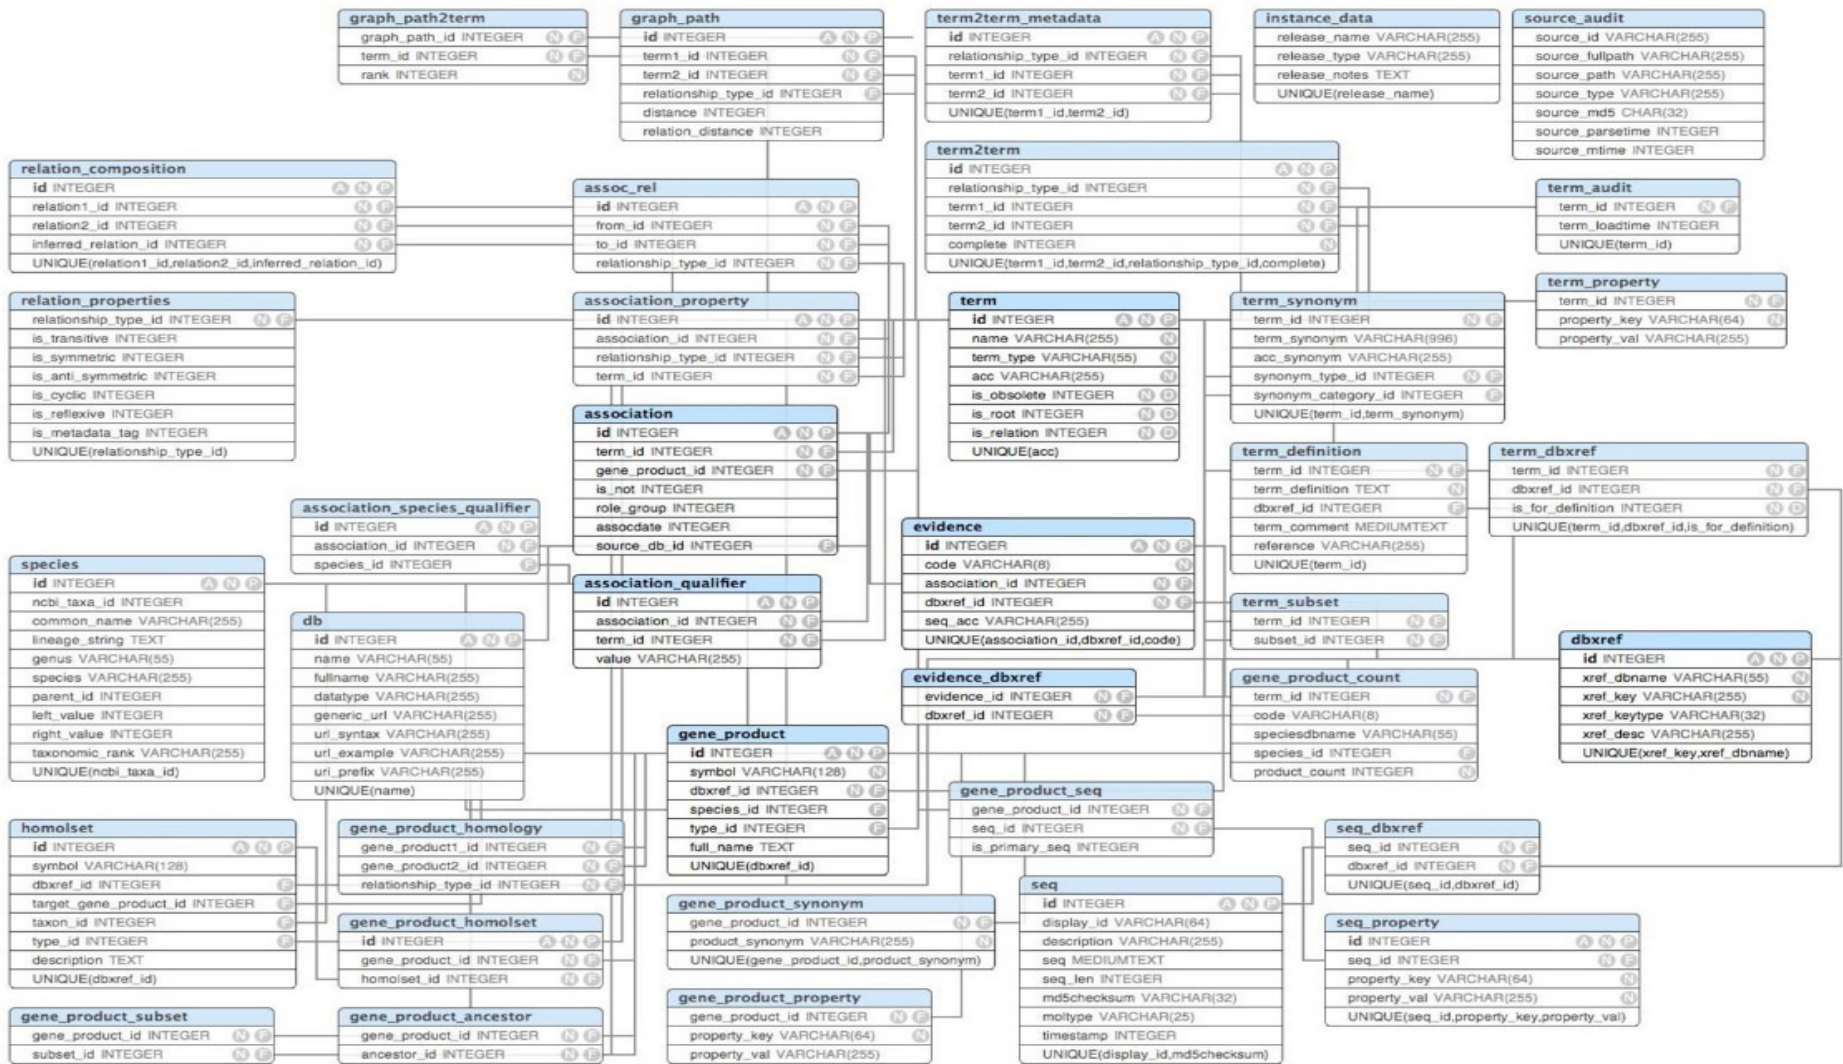 graph_path2term
graph_path_id INTEGER N F
term_id INTEGER N F
rank INTEGER N
graph_path
id INTEGER A N P
term1_id INTEGER N F
term2_id INTEGER N F
relationship_type_id INTEGER F
distance INTEGER
relation_distance INTEGER
term2term_metadata
id INTEGER A N P
relationship_type_id INTEGER N F
term1_id INTEGER N F
term2_id INTEGER N F
UNIQUE(term1_id,term2_id)
instance_data
release_name VARCHAR(255)
release_type VARCHAR(255)
release_notes TEXT
UNIQUE(release_name)
source_audit
source_id VARCHAR(255)
source_fullpath VARCHAR(255)
source_path VARCHAR(255)
source_type VARCHAR(255)
source_md5 CHAR(32)
source_parsetime INTEGER
source_mtime INTEGER
relation_composition
id INTEGER A N P
relation1_id INTEGER N F
relation2_id INTEGER N F
inferred_relation_id INTEGER N F
UNIQUE(relation1_id,relation2_id,inferred_relation_id)
assoc_rel
id INTEGER A N P
from_id INTEGER N F
to_id INTEGER N F
relationship_type_id INTEGER N F
term2term
id INTEGER A N P
relationship_type_id INTEGER N F
term1_id INTEGER N F
term2_id INTEGER N F
complete INTEGER N
UNIQUE(term1_id,term2_id,relationship_type_id,complete)
term_audit
term_id INTEGER N F
term_loadtime INTEGER
UNIQUE(term_id)
relation_properties
relationship_type_id INTEGER N F
is_transitive INTEGER
is_symmetric INTEGER
is_anti_symmetric INTEGER
is_cyclic INTEGER
is_reflexive INTEGER
is_metadata_tag INTEGER
UNIQUE(relationship_type_id)
association_property
id INTEGER A N P
association_id INTEGER N F
relationship_type_id INTEGER N F
term_id INTEGER N F
term
id INTEGER A N P
name VARCHAR(255) N
term_type VARCHAR(55) N
acc VARCHAR(255) N
is_obsolete INTEGER N D
is_root INTEGER N D
is_relation INTEGER N D
UNIQUE(acc)
term_synonym
term_id INTEGER N F
term_synonym VARCHAR(996)
acc_synonym VARCHAR(255)
synonym_type_id INTEGER N F
synonym_category_id INTEGER F
UNIQUE(term_id,term_synonym)
term_property
term_id INTEGER N F
property_key VARCHAR(64) N
property_val VARCHAR(255)
association
id INTEGER A N P
term_id INTEGER N F
gene_product_id INTEGER N F
is_not INTEGER
role_group INTEGER
assocdate INTEGER
source_db_id INTEGER F
term_definition
term_id INTEGER N F
term_definition TEXT N
dbxref_id INTEGER F
term_comment MEDIUMTEXT
reference VARCHAR(255)
UNIQUE(term_id)
term_dbxref
term_id INTEGER N F
dbxref_id INTEGER N F
is_for_definition INTEGER N D
UNIQUE(term_id,dbxref_id,is_for_definition)
association_species_qualifier
id INTEGER A N P
association_id INTEGER N F
species_id INTEGER F
evidence
id INTEGER A N P
code VARCHAR(8) N
association_id INTEGER N F
dbxref_id INTEGER N F
seq_acc VARCHAR(255)
UNIQUE(association_id,dbxref_id,code)
species
id INTEGER A N P
ncbi_taxa_id INTEGER
common_name VARCHAR(255)
lineage_string TEXT
genus VARCHAR(55)
species VARCHAR(255)
parent_id INTEGER
left_value INTEGER
right_value INTEGER
taxonomic_rank VARCHAR(255)
UNIQUE(ncbi_taxa_id)
association_qualifier
id INTEGER A N P
association_id INTEGER N F
term_id INTEGER N F
value VARCHAR(255)
db
id INTEGER A N P
name VARCHAR(55)
fullname VARCHAR(255)
datatype VARCHAR(255)
generic_url VARCHAR(255)
url_syntax VARCHAR(255)
url_example VARCHAR(255)
uri_prefix VARCHAR(255)
UNIQUE(name)
term_subset
term_id INTEGER N F
subset_id INTEGER N F
dbxref
id INTEGER A N P
xref_dbname VARCHAR(55) N
xref_key VARCHAR(255) N
xref_keytype VARCHAR(32)
xref_desc VARCHAR(255)
UNIQUE(xref_key,xref_dbname)
evidence_dbxref
evidence_id INTEGER N F
dbxref_id INTEGER N F
gene_product_count
term_id INTEGER N F
code VARCHAR(8)
speciesdbname VARCHAR(55)
species_id INTEGER F
product_count INTEGER N
gene_product
id INTEGER A N P
symbol VARCHAR(128) N
dbxref_id INTEGER N F
species_id INTEGER F
type_id INTEGER F
full_name TEXT
UNIQUE(dbxref_id)
gene_product_seq
gene_product_id INTEGER N F
seq_id INTEGER N F
is_primary_seq INTEGER
homolset
id INTEGER A N P
symbol VARCHAR(128)
dbxref_id INTEGER F
target_gene_product_id INTEGER F
taxon_id INTEGER F
type_id INTEGER F
description TEXT
UNIQUE(dbxref_id)
gene_product_homology
gene_product1_id INTEGER N F
gene_product2_id INTEGER N F
relationship_type_id INTEGER N F
seq_dbxref
seq_id INTEGER N F
dbxref_id INTEGER N F
UNIQUE(seq_id,dbxref_id)
seq
id INTEGER A N P
display_id VARCHAR(64)
description VARCHAR(255)
seq MEDIUMTEXT
seq_len INTEGER
md5checksum VARCHAR(32)
moltype VARCHAR(25)
timestamp INTEGER
UNIQUE(display_id,md5checksum)
gene_product_synonym
gene_product_id INTEGER N F
product_synonym VARCHAR(255) N
UNIQUE(gene_product_id,product_synonym)
gene_product_homolset
id INTEGER A N P
gene_product_id INTEGER N F
homolset_id INTEGER N F
seq_property
id INTEGER A N P
seq_id INTEGER N F
property_key VARCHAR(64) N
property_val VARCHAR(255) N
UNIQUE(seq_id,property_key,property_val)
gene_product_property
gene_product_id INTEGER N F
property_key VARCHAR(64) N
property_val VARCHAR(255)
gene_product_subset
gene_product_id INTEGER N F
subset_id INTEGER N F
gene_product_ancestor
gene_product_id INTEGER N F
ancestor_id INTEGER N F